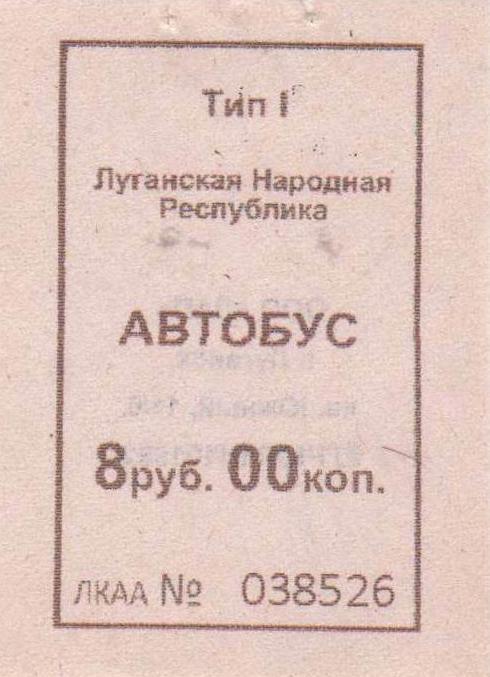 Тип I
Луганская Народная
Республика
АВТОБУС
8руб. 00коп.
ЛКАА № 038526